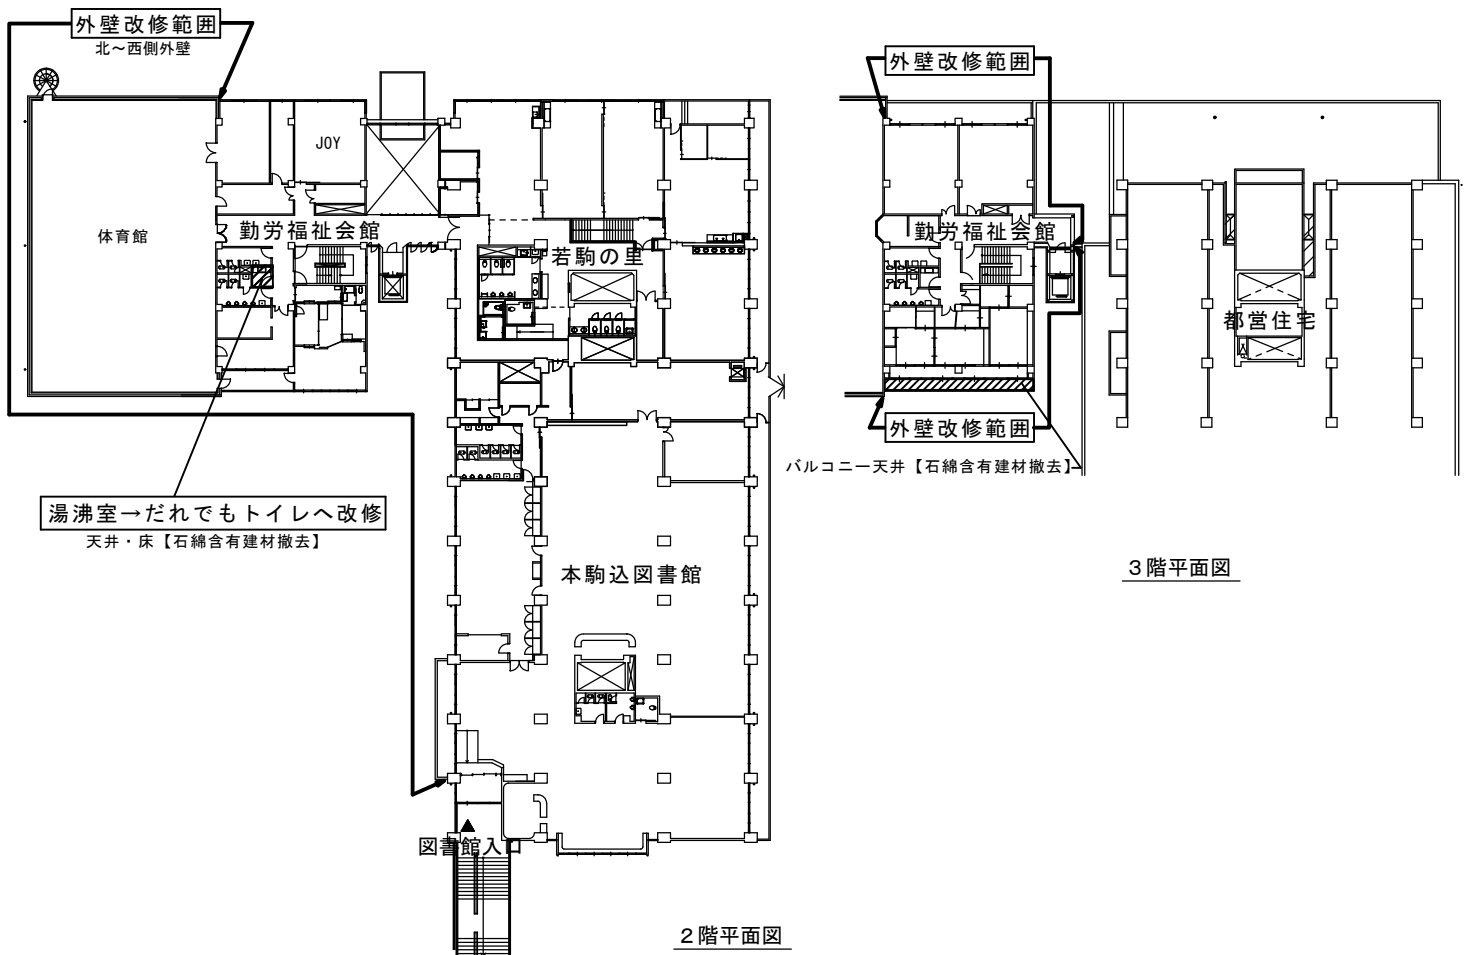 外壁改修範囲
北～西側外壁
JOY
体育館
勤労福祉会館
若駒の里
湯沸室→だれでもトイレへ改修
天井・床【石綿含有建材撤去】
本駒込図書館
図書館入口
２階平面図
外壁改修範囲
勤労福祉会館
都営住宅
外壁改修範囲
バルコニー天井【石綿含有建材撤去】
３階平面図